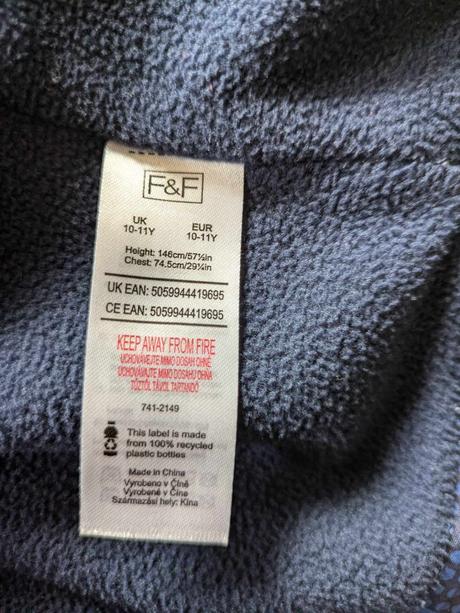 F&F
UK EUR
10-11Y 10-11Y
Height: 146cm/57½in
Chest: 74.5cm/29¼in
UK EAN: 5059944419695
CE EAN: 5059944419695
KEEP AWAY FROM FIRE
UCHOVÁVEJTE MIMO DOSAH OHNĚ
UCHOVÁVAJTE MIMO DOSAHU OHŇA
TŰZTŐL TÁVOL TARTANDÓ
741-2149
This label is made
from 100% recycled
plastic bottles
Made in China
Vyrobeno v Číně
Vyrobené v Číne
Származási hely: Kína